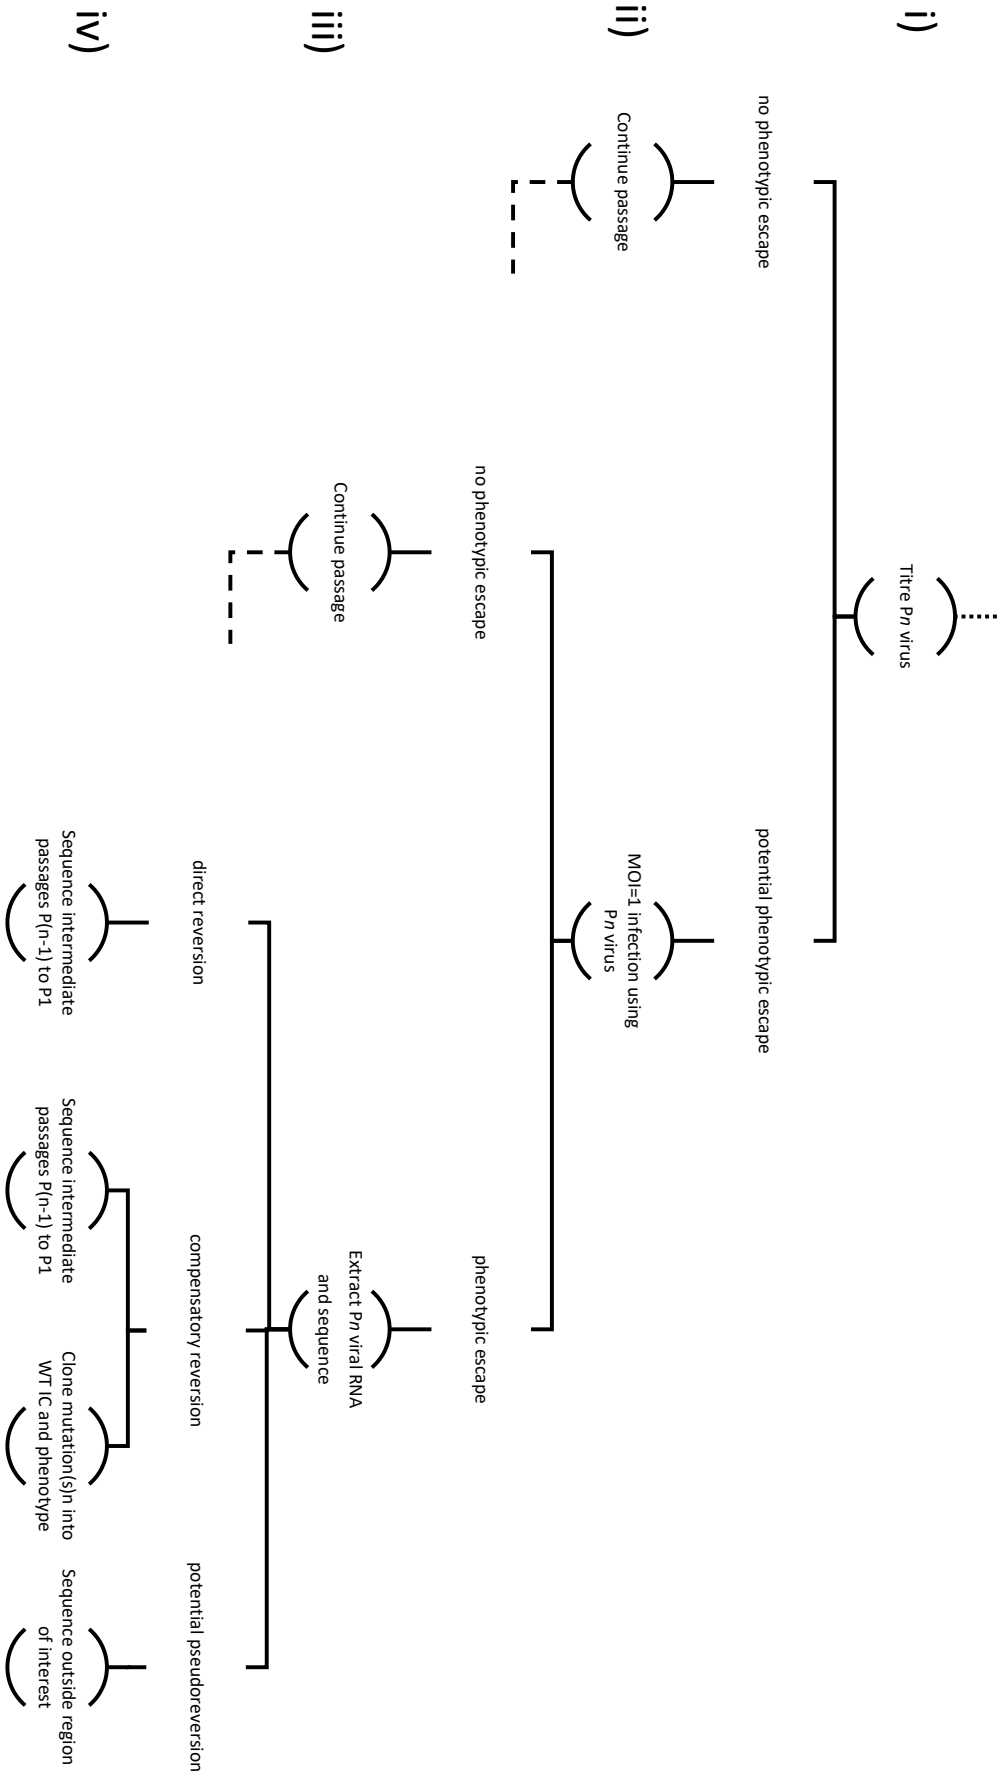 i)
Titre Pn virus
no phenotypic escape
potential phenotypic escape
ii)
Continue passage
MOI=1 infection using
Pn virus
no phenotypic escape
phenotypic escape
iii)
Continue passage
Extract Pn viral RNA
and sequence
direct reversion
compensatory reversion
potential pseudoreversion
iv)
Sequence intermediate
passages P(n-1) to P1
Sequence intermediate
passages P(n-1) to P1
Clone mutation(s)n into
WT IC and phenotype
Sequence outside region
of interest